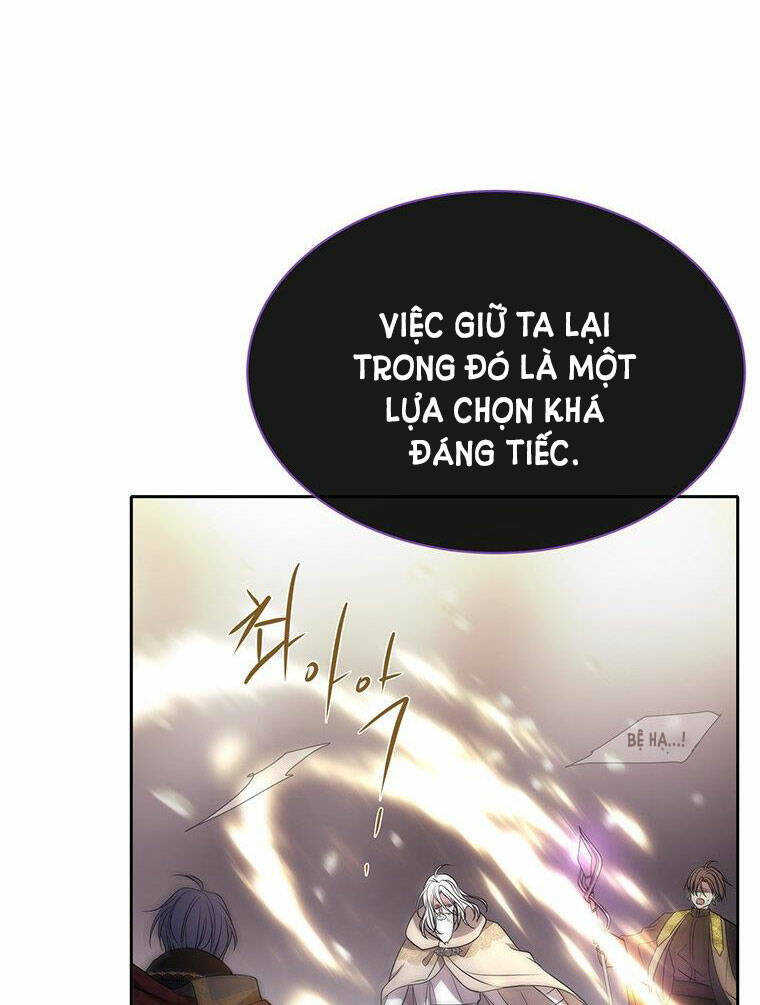 VIỆC GIỮ TA LẠI
TRONG ĐÓ LÀ MỘT
LỰA CHỌN KHÁ
ĐÁNG TIẾC.
촤아악
BỆ HẠ...!